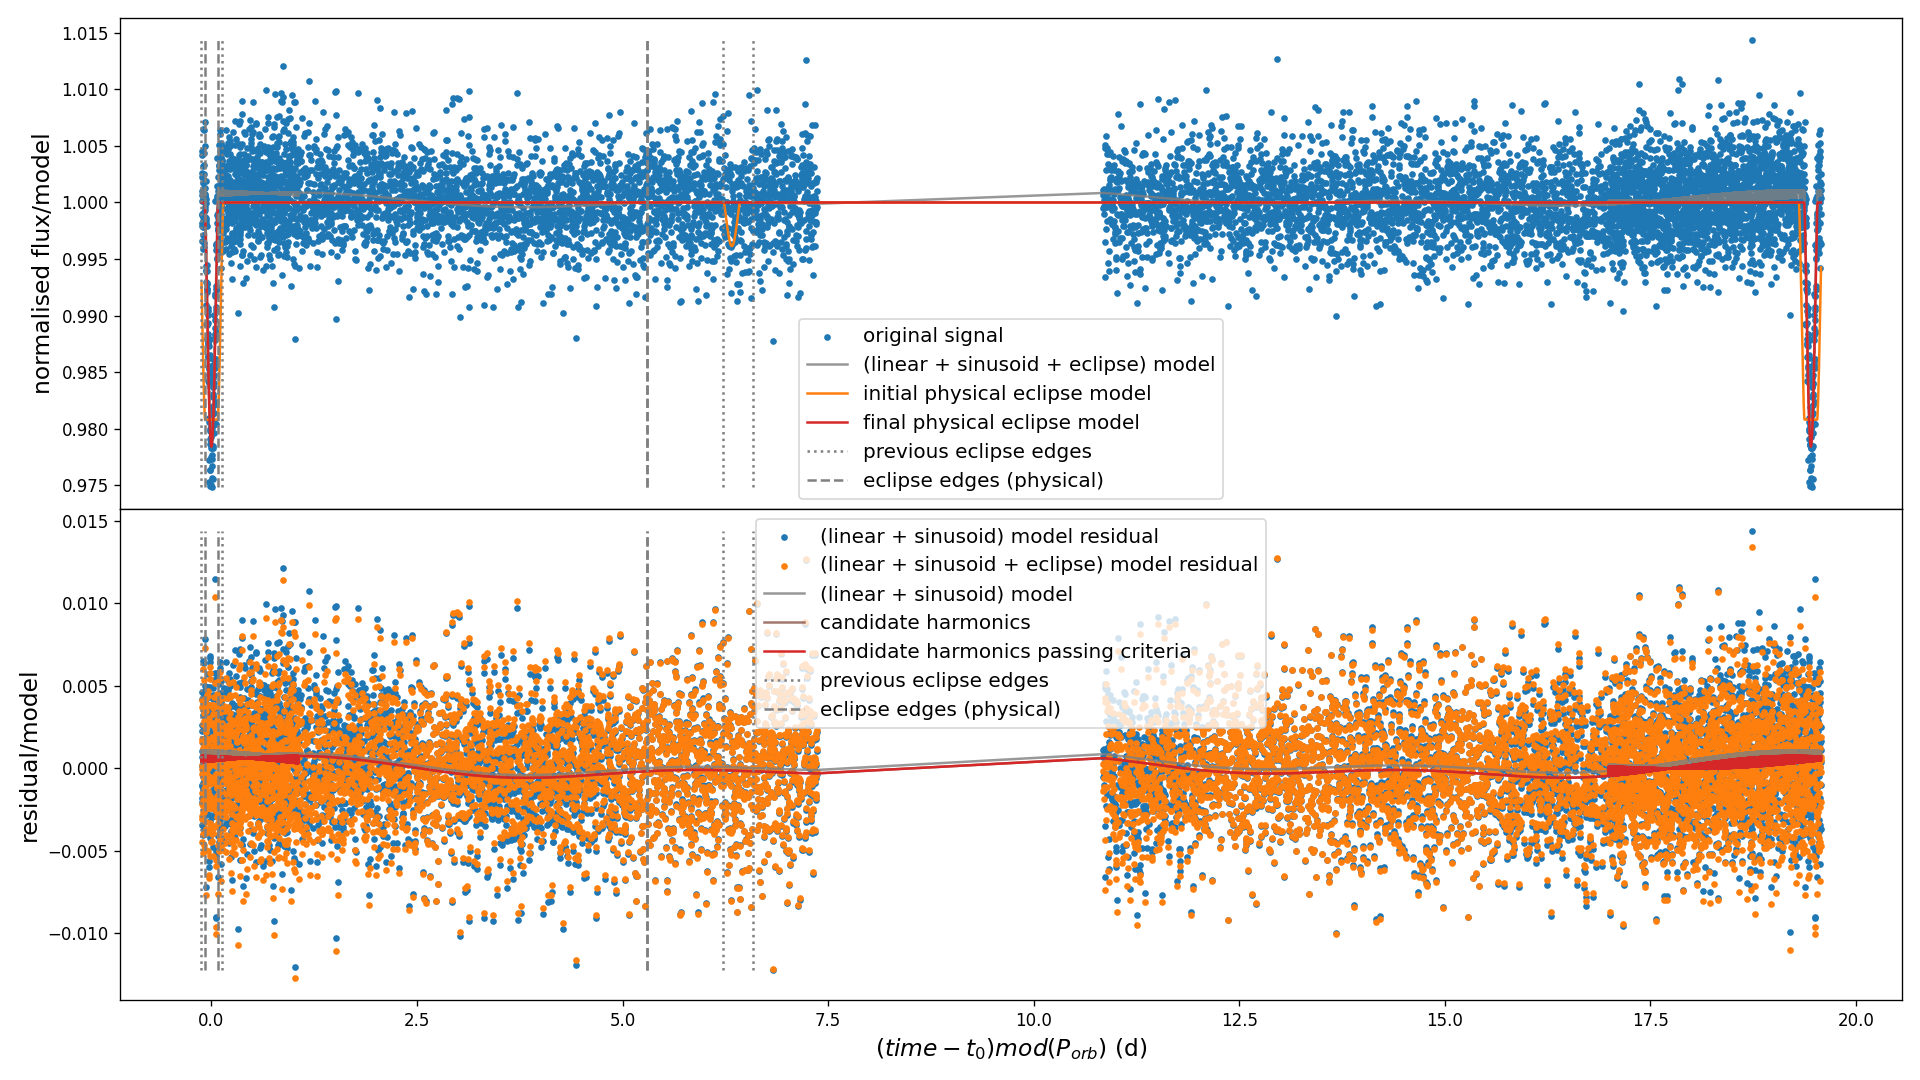 1.015
1.010
1.005
1.000
0.995
0.990
0.985
0.980
0.975
normalised flux/model
original signal
(linear + sinusoid + eclipse) model
initial physical eclipse model
final physical eclipse model
previous eclipse edges
eclipse edges (physical)
0.015
0.010
0.005
0.000
−0.005
−0.010
residual/model
(linear + sinusoid) model residual
(linear + sinusoid + eclipse) model residual
(linear + sinusoid) model
candidate harmonics
candidate harmonics passing criteria
previous eclipse edges
eclipse edges (physical)
0.0 2.5 5.0 7.5 10.0 12.5 15.0 17.5 20.0
(time − t₀)mod(P_orb) (d)